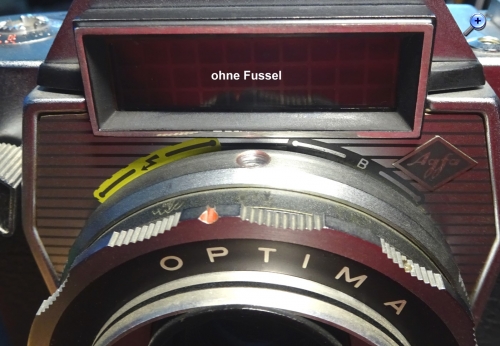 ohne Fussel
B
Agfa
OPTIMA